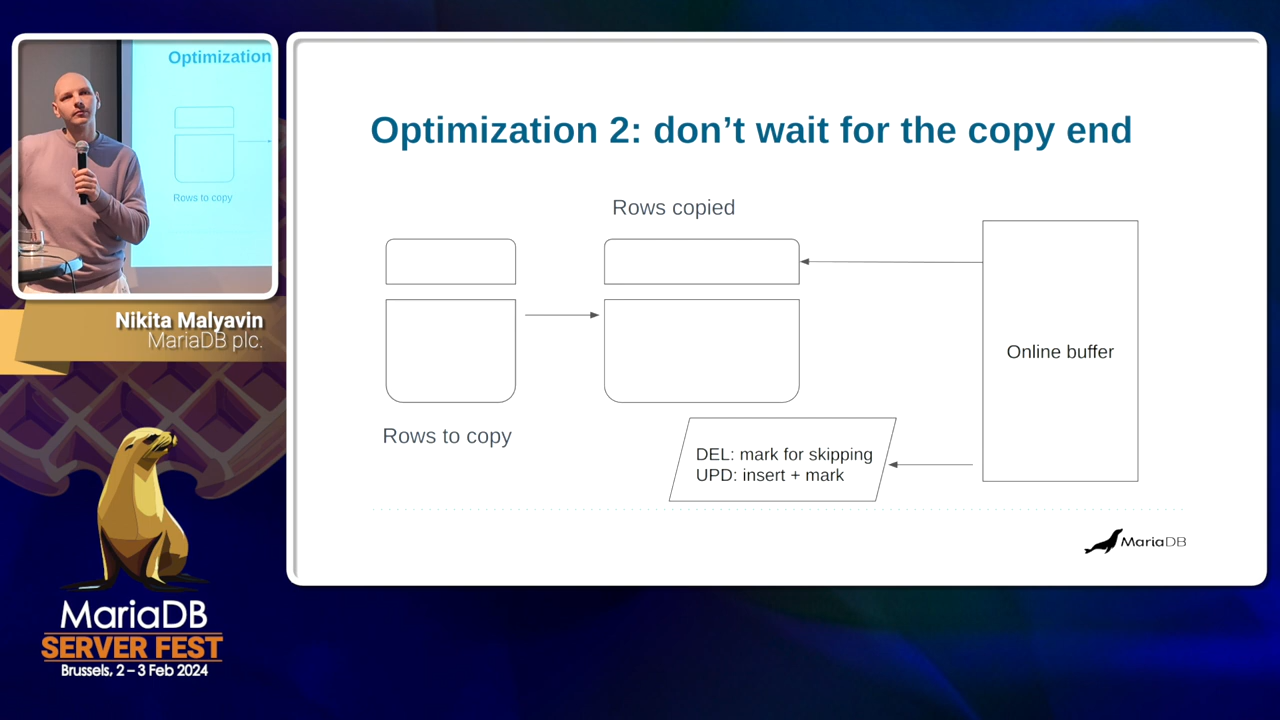 Optimization
Rows to copy
Nikita Malyavin
MariaDB plc.
MariaDB
SERVER FEST
Brussels, 2 – 3 Feb 2024
Optimization 2: don’t wait for the copy end
Rows copied
Online buffer
Rows to copy
DEL: mark for skipping
UPD: insert + mark
MariaDB